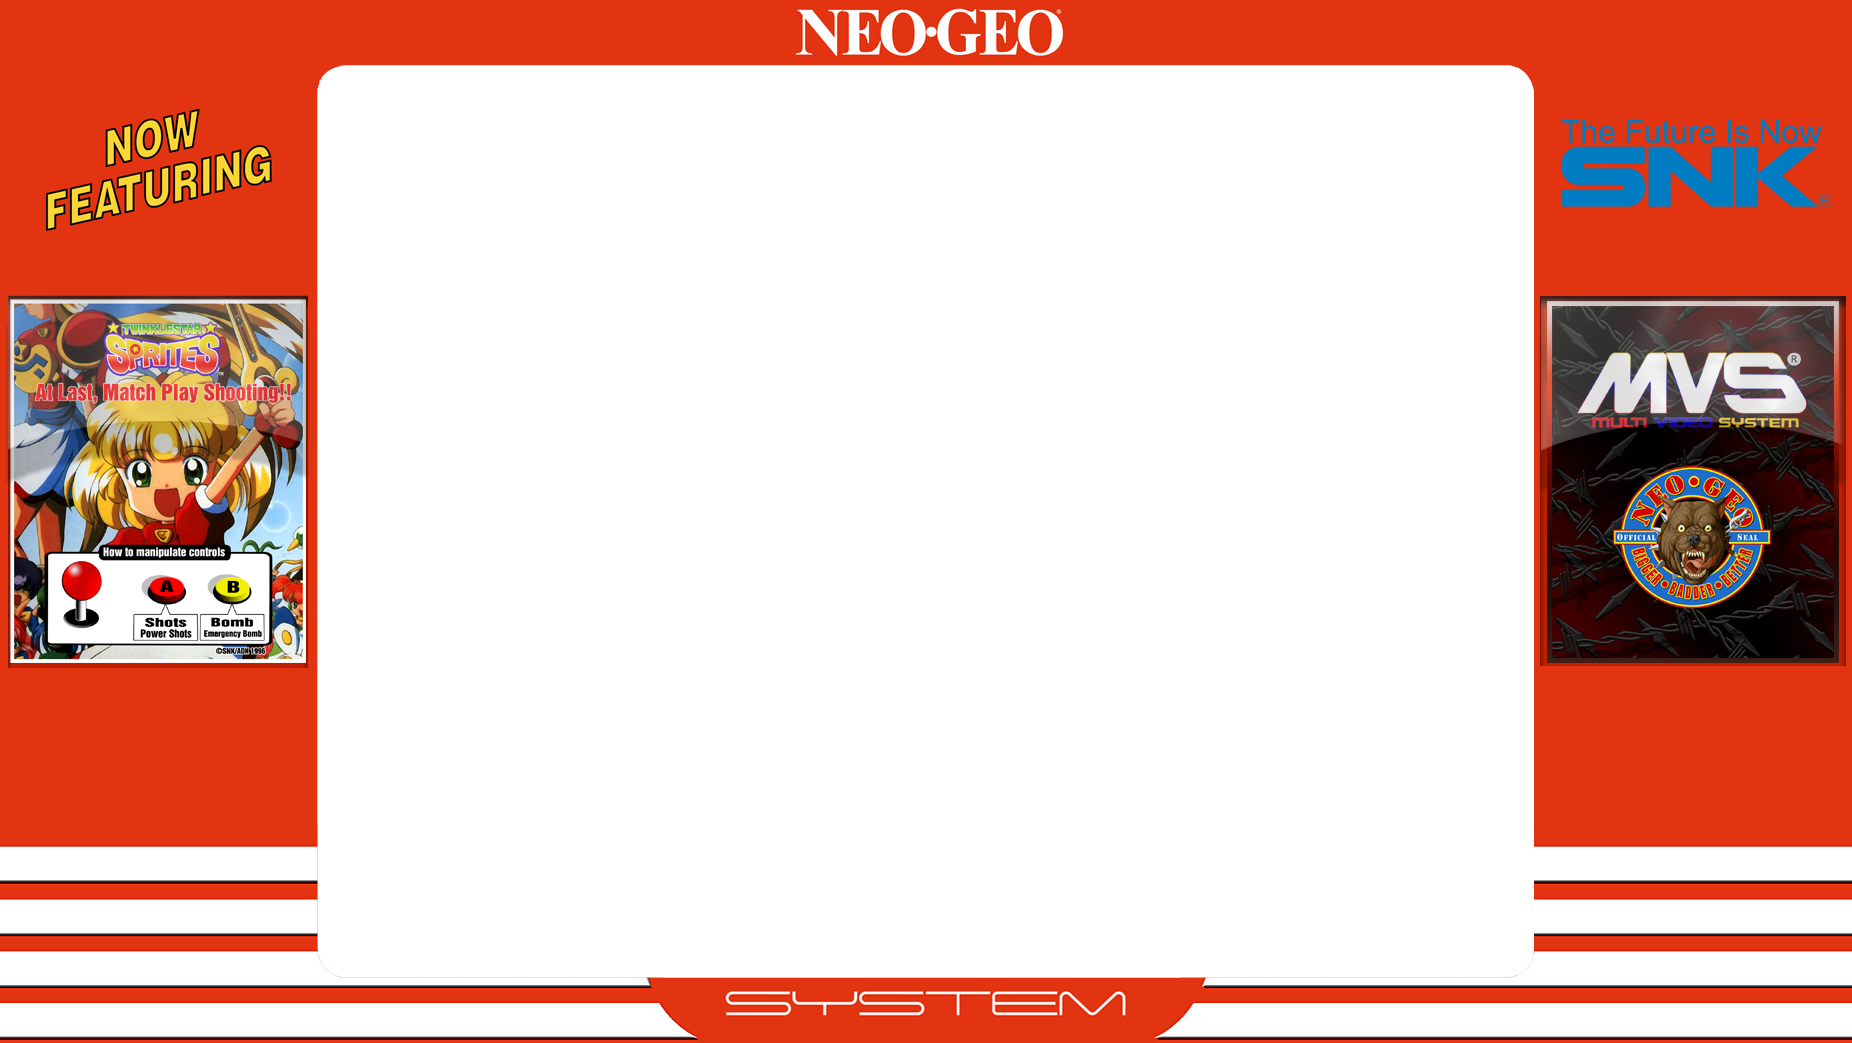 NEO•GEO®
NOW
FEATURING
TWINKLESTAR
SPRITES
At Last, Match Play Shooting!!
How to manipulate controls
A
B
Shots
Power Shots
Bomb
Emergency Bomb
©SNK/ADK 1996
The Future Is Now
SNK®
MVS®
MULTI VIDEO SYSTEM
NEO•GEO
OFFICIAL SEAL
BIGGER•BADDER•BETTER
SYSTEM